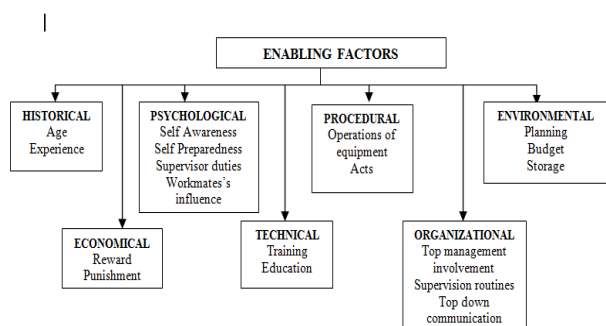 ENABLING FACTORS
HISTORICAL
Age
Experience
PSYCHOLOGICAL
Self Awareness
Self Preparedness
Supervisor duties
Workmates's
influence
PROCEDURAL
Operations of
equipment
Acts
ENVIRONMENTAL
Planning
Budget
Storage
ECONOMICAL
Reward
Punishment
TECHNICAL
Training
Education
ORGANIZATIONAL
Top management
involvement
Supervision routines
Top down
communication